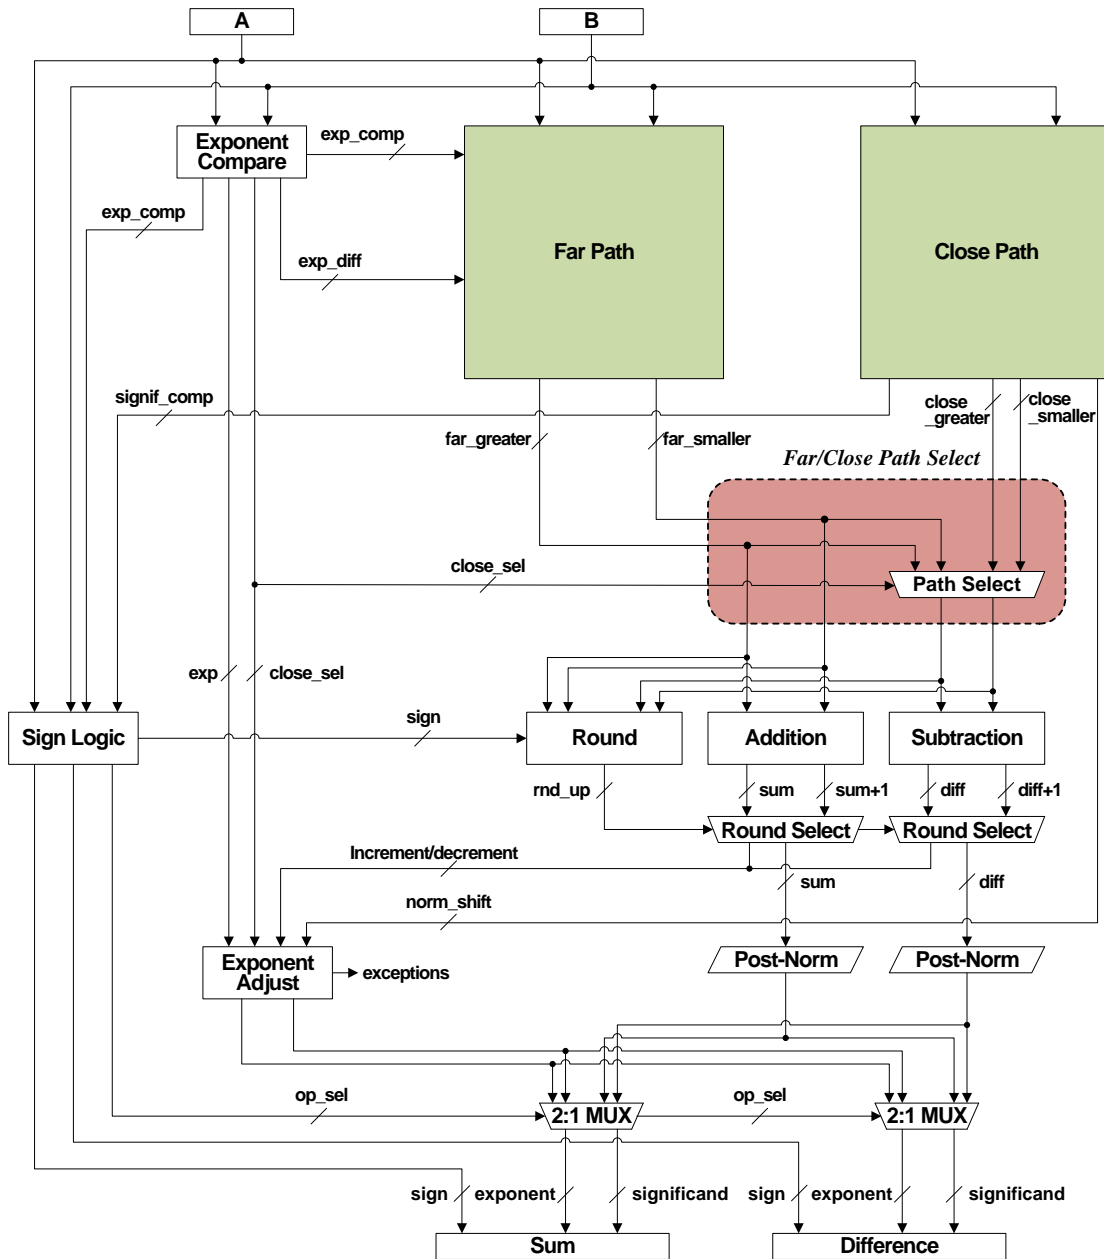 A
B
Exponent
Compare
exp_comp
exp_comp
exp_diff
Far Path
Close Path
signif_comp
far_greater
far_smaller
close
_greater
close
_smaller
Far/Close Path Select
close_sel
Path Select
exp
close_sel
Sign Logic
sign
Round
Addition
Subtraction
rnd_up
sum
sum+1
diff
diff+1
Round Select
Round Select
Increment/decrement
sum
diff
norm_shift
Exponent
Adjust
exceptions
Post-Norm
Post-Norm
op_sel
2:1 MUX
op_sel
2:1 MUX
sign
exponent
significand
sign
exponent
significand
Sum
Difference